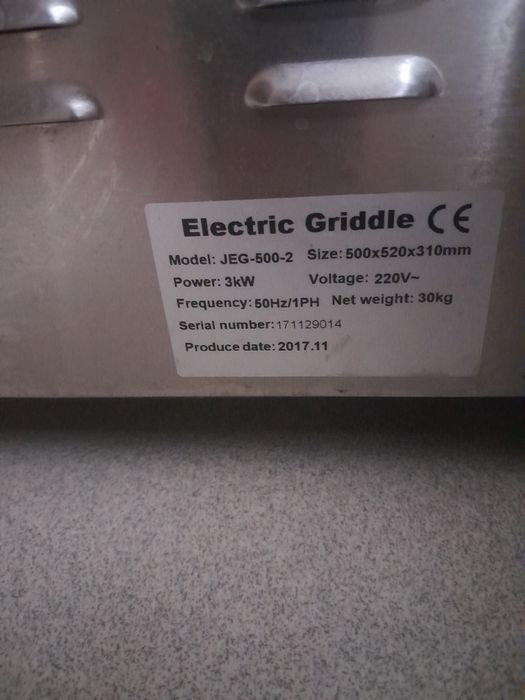 Electric Griddle CE
Model: JEG-500-2 Size: 500x520x310mm
Power: 3kW Voltage: 220V~
Frequency: 50Hz/1PH Net weight: 30kg
Serial number: 171129014
Produce date: 2017.11